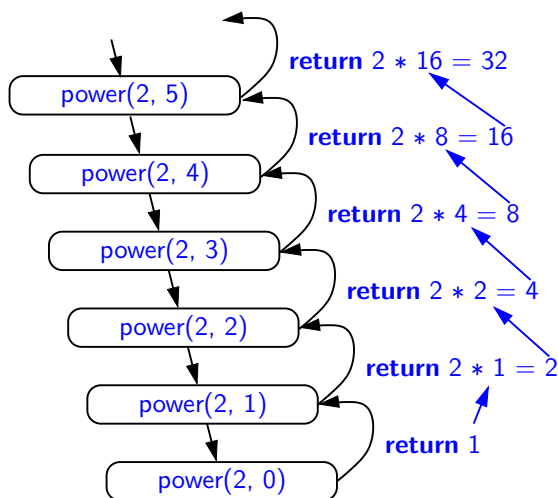 return 2 * 16 = 32
power(2, 5)
return 2 * 8 = 16
power(2, 4)
return 2 * 4 = 8
power(2, 3)
return 2 * 2 = 4
power(2, 2)
return 2 * 1 = 2
power(2, 1)
return 1
power(2, 0)